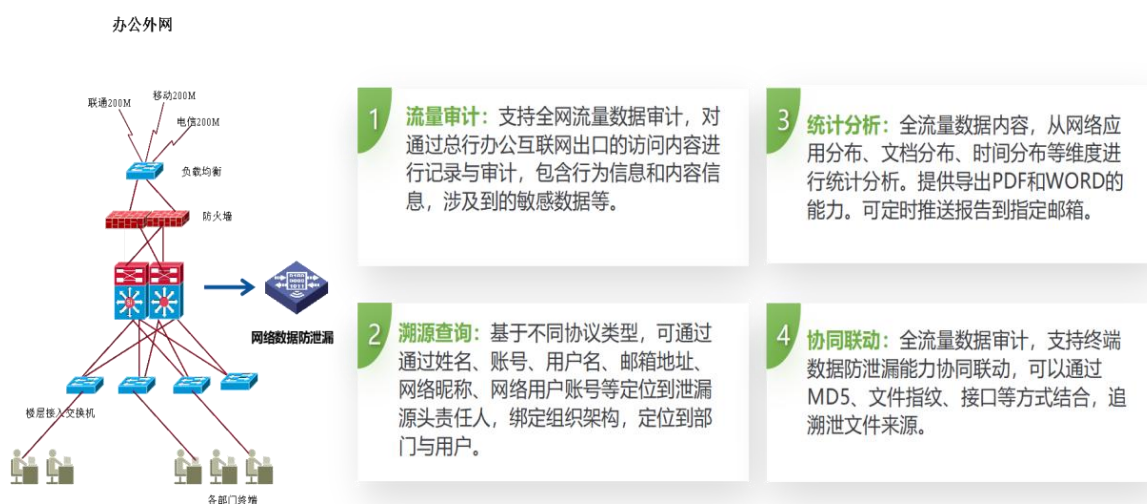 办公外网
联通200M
移动200M
电信200M
负载均衡
防火墙
网络数据防泄漏
楼层接入交换机
各部门终端
1
流量审计：支持全网流量数据审计，对
通过总行办公互联网出口的访问内容进
行记录与审计，包含行为信息和内容信
息，涉及到的敏感数据等。
2
溯源查询：基于不同协议类型，可通过
通过姓名、账号、用户名、邮箱地址、
网络昵称、网络用户账号等定位到泄漏
源头责任人，绑定组织架构，定位到部
门与用户。
3
统计分析：全流量数据内容，从网络应
用分布、文档分布、时间分布等维度进
行统计分析。提供导出PDF和WORD的
能力。可定时推送报告到指定邮箱。
4
协同联动：全流量数据审计，支持终端
数据防泄漏能力协同联动，可以通过
MD5、文件指纹、接口等方式结合，追
溯泄文件来源。